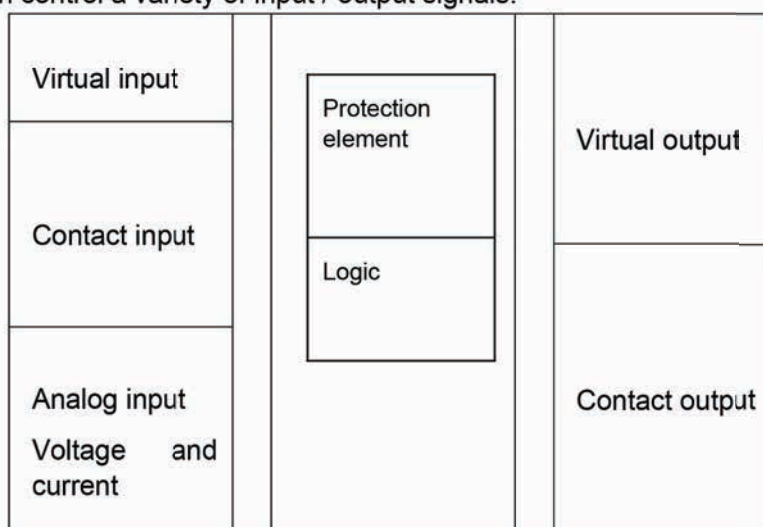 control a variety of input / output signals.
Virtual input
Contact input
Analog input
Voltage and
current
Protection
element
Logic
Virtual output
Contact output